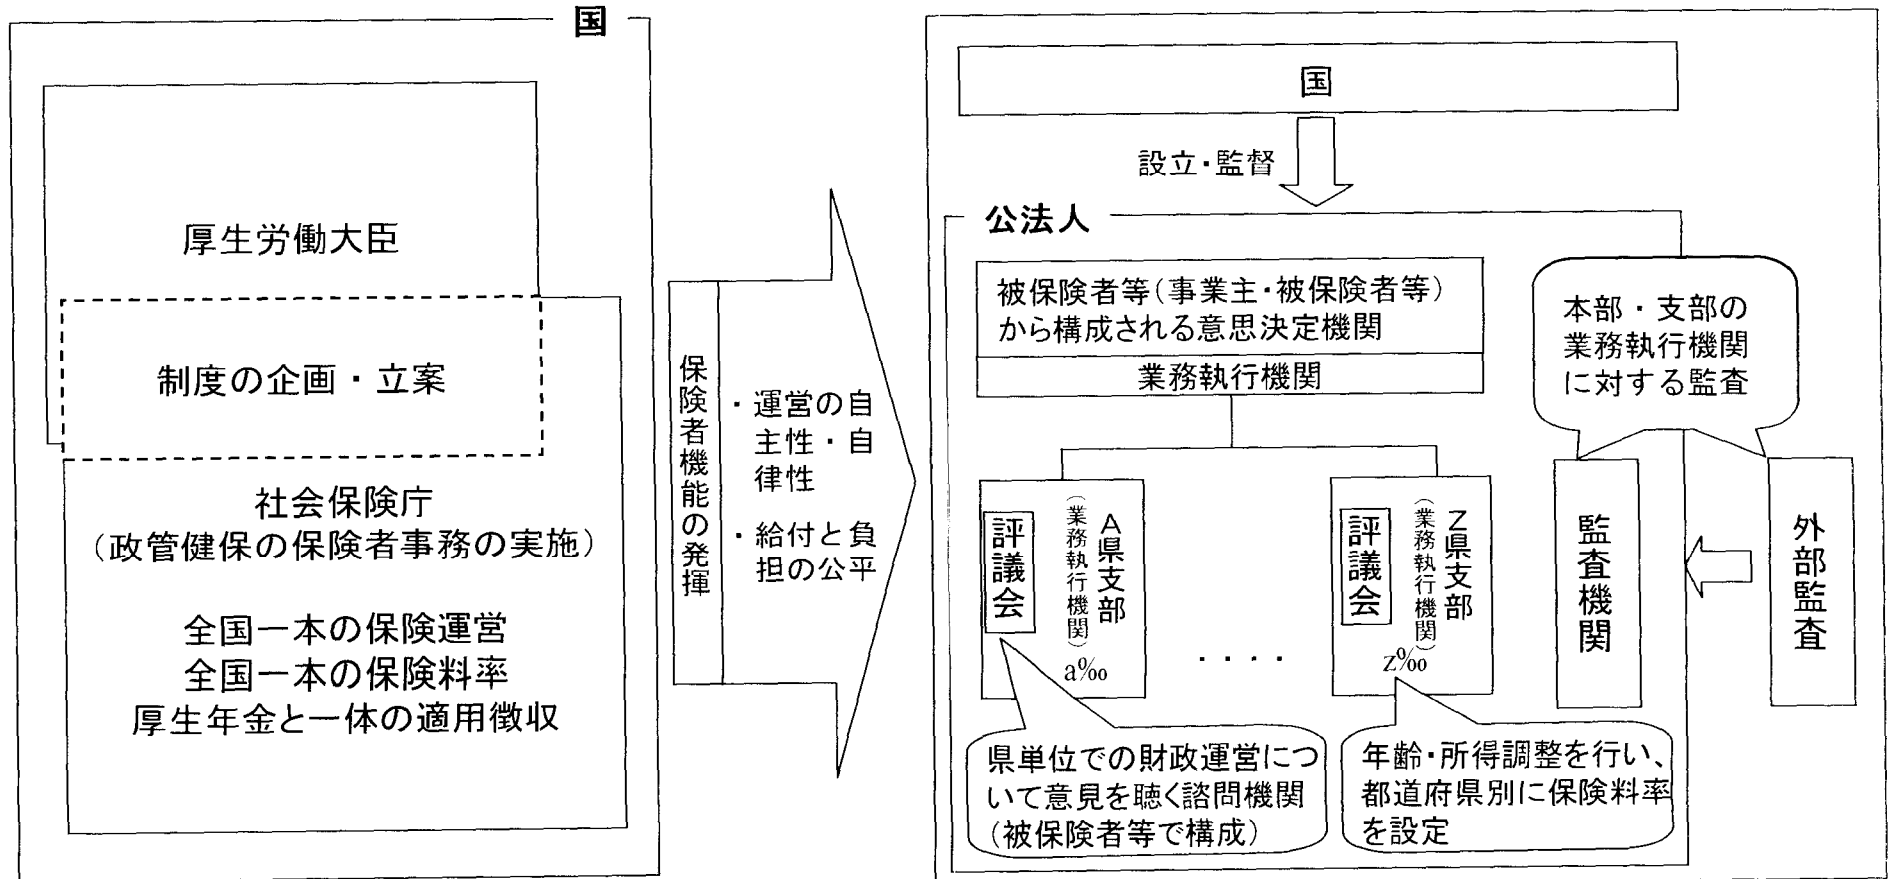 国
厚生労働大臣
制度の企画・立案
社会保険庁
（政管健保の保険者事務の実施）
全国一本の保険運営
全国一本の保険料率
厚生年金と一体の適用徴収
保険者機能の発揮
・運営の自
主性・自
律性
・給付と負
担の公平
国
設立・監督
公法人
被保険者等（事業主・被保険者等）
から構成される意思決定機関
業務執行機関
A県支部
（業務執行機関）
評議会
a‰
・・・・
Z県支部
（業務執行機関）
評議会
z‰
県単位での財政運営につ
いて意見を聴く諮問機関
（被保険者等で構成）
年齢・所得調整を行い、
都道府県別に保険料率
を設定
本部・支部の
業務執行機関
に対する監査
監査機関
外部監査